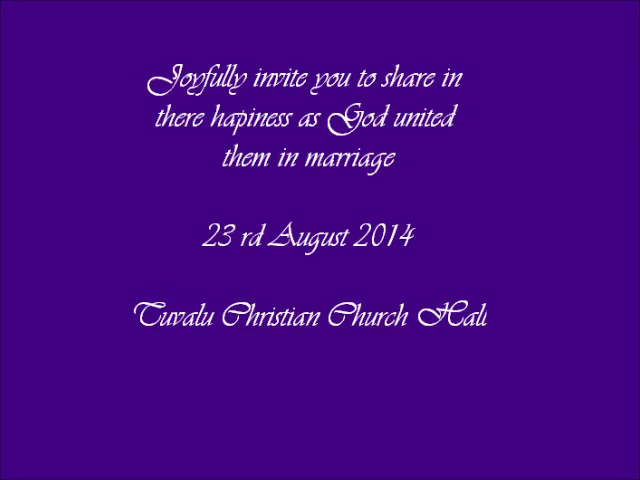 Joyfully invite you to share in
there hapiness as God united
them in marriage
23 rd August 2014
Tuvalu Christian Church Hall